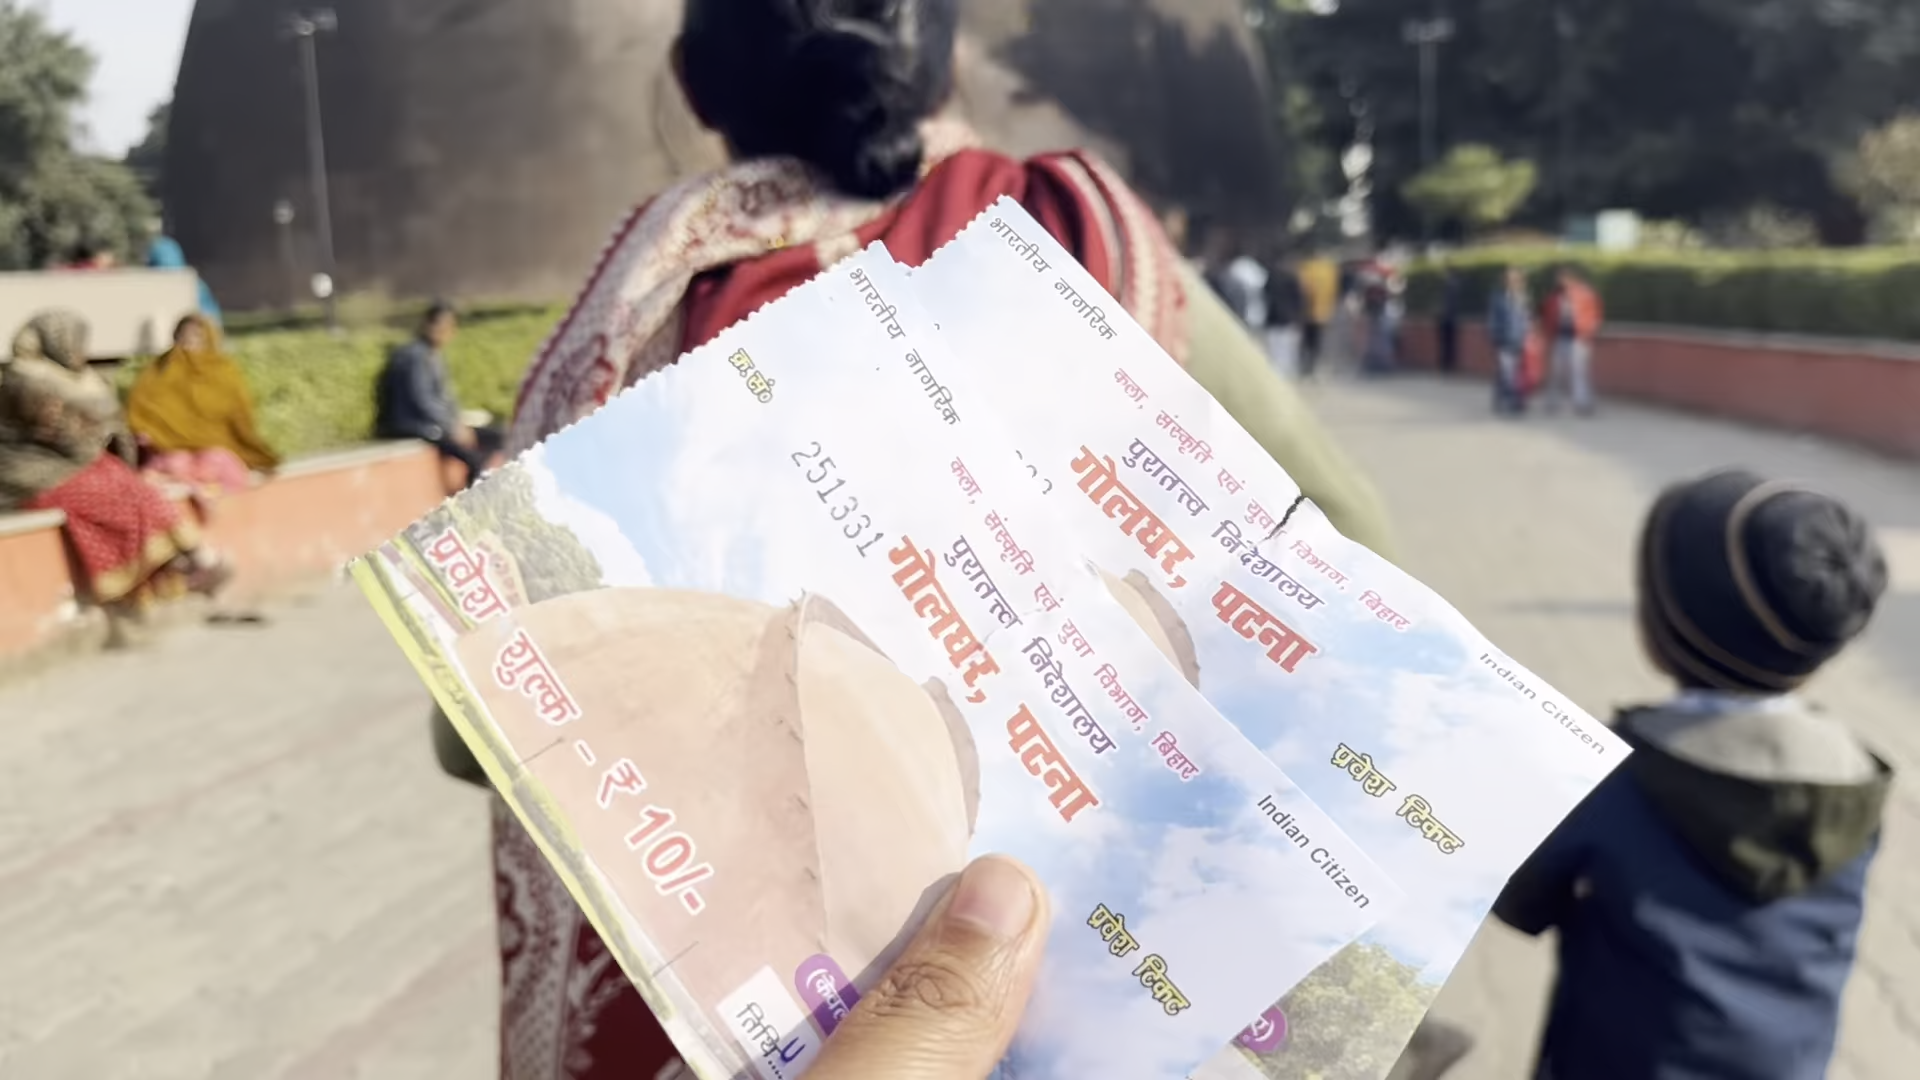 भारतीय नागरिक
क्र.सं०
251331
कला, संस्कृति एवं युवा विभाग, बिहार
पुरातत्त्व निदेशालय
गोलघर, पटना
Indian Citizen
प्रवेश टिकट
प्रवेश शुल्क - ₹ 10/-
तिथि.....
भारतीय नागरिक
कला, संस्कृति एवं युवा विभाग, बिहार
पुरातत्त्व निदेशालय
गोलघर, पटना
Indian Citizen
प्रवेश टिकट